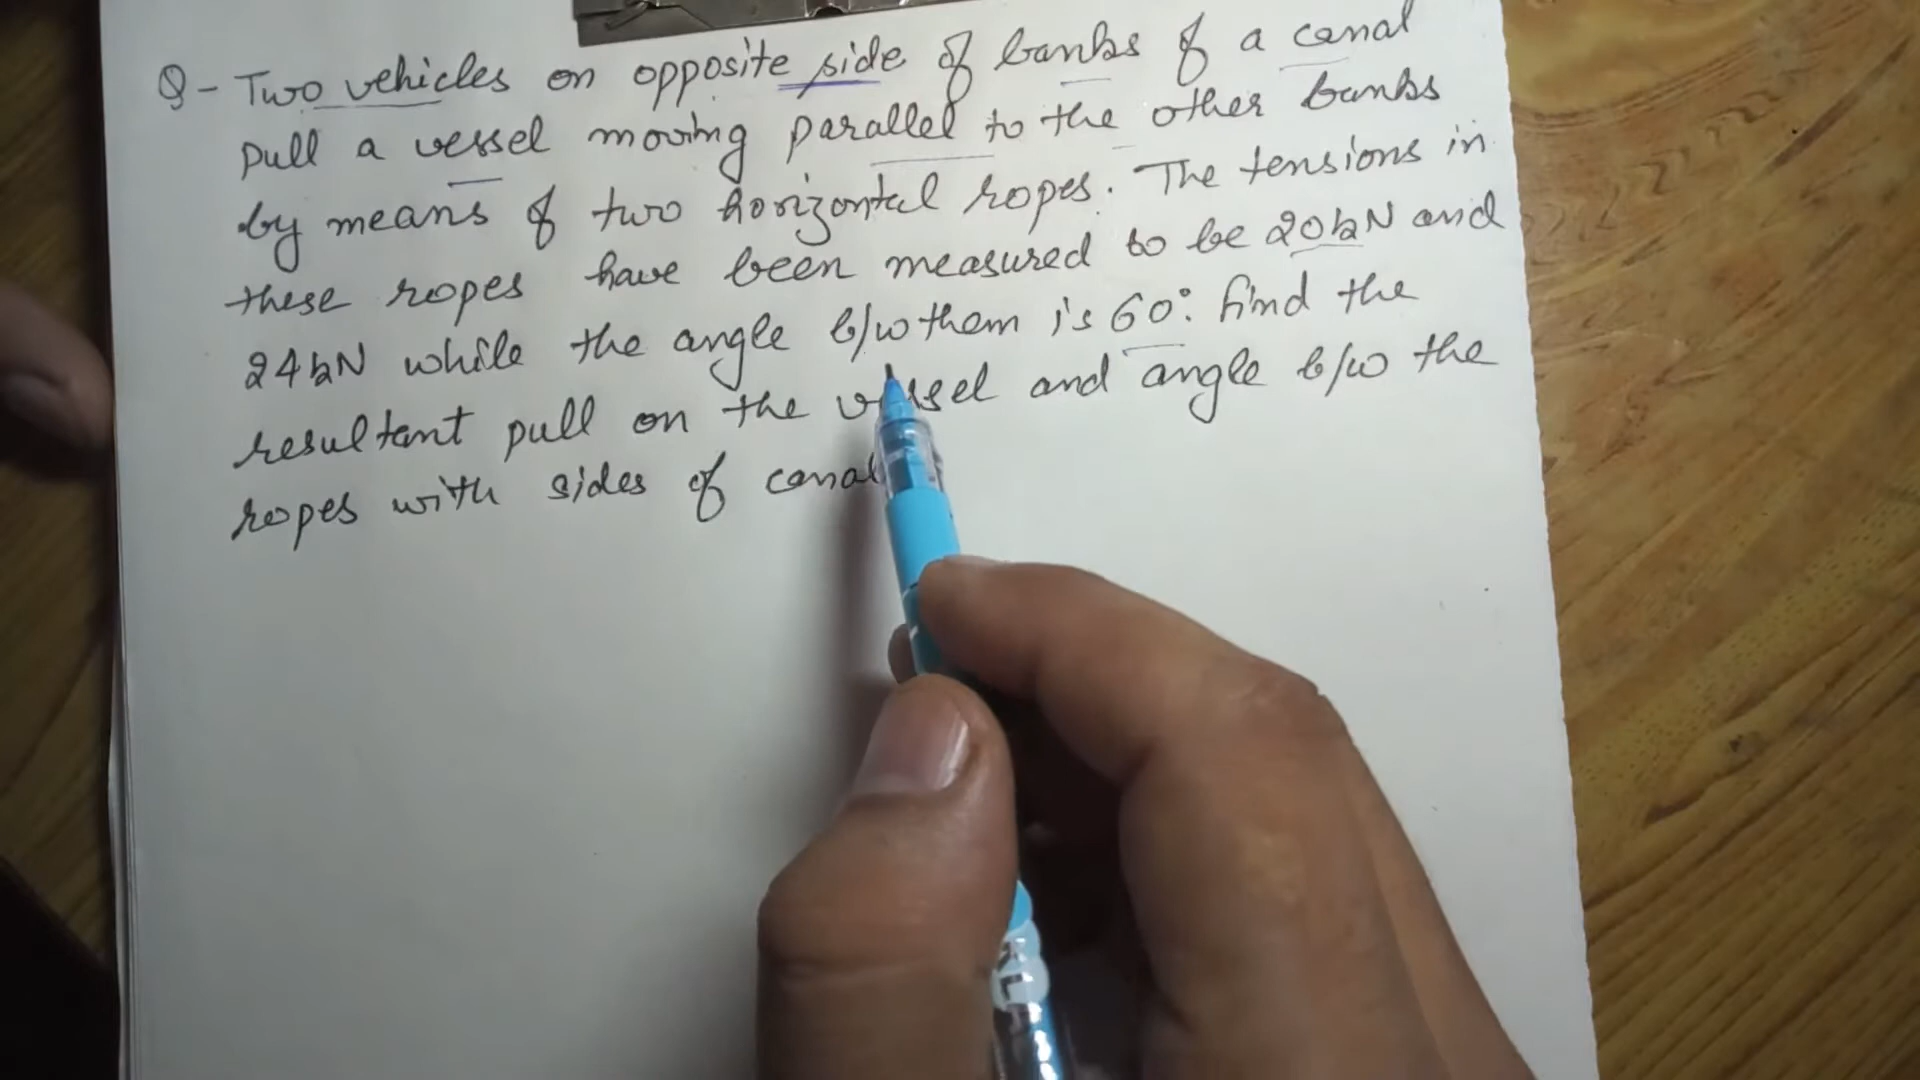 Q - Two vehicles on opposite side of banks of a canal
pull a vessel moving parallel to the other banks
by means of two horizontal ropes. The tensions in
these ropes have been measured to be 20kN and
24kN while the angle b/w them is 60°. find the
resultant pull on the vessel and angle b/w the
ropes with sides of canal